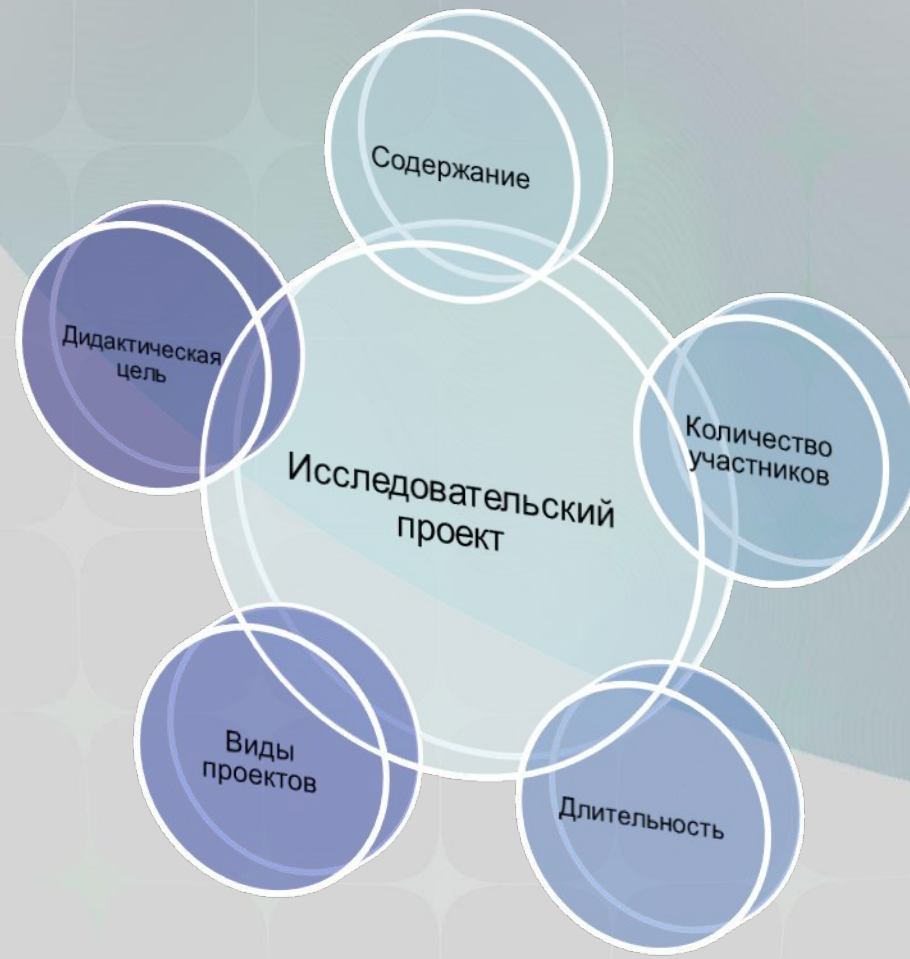 Содержание
Дидактическая
цель
Количество
участников
Исследовательский
проект
Виды
проектов
Длительность